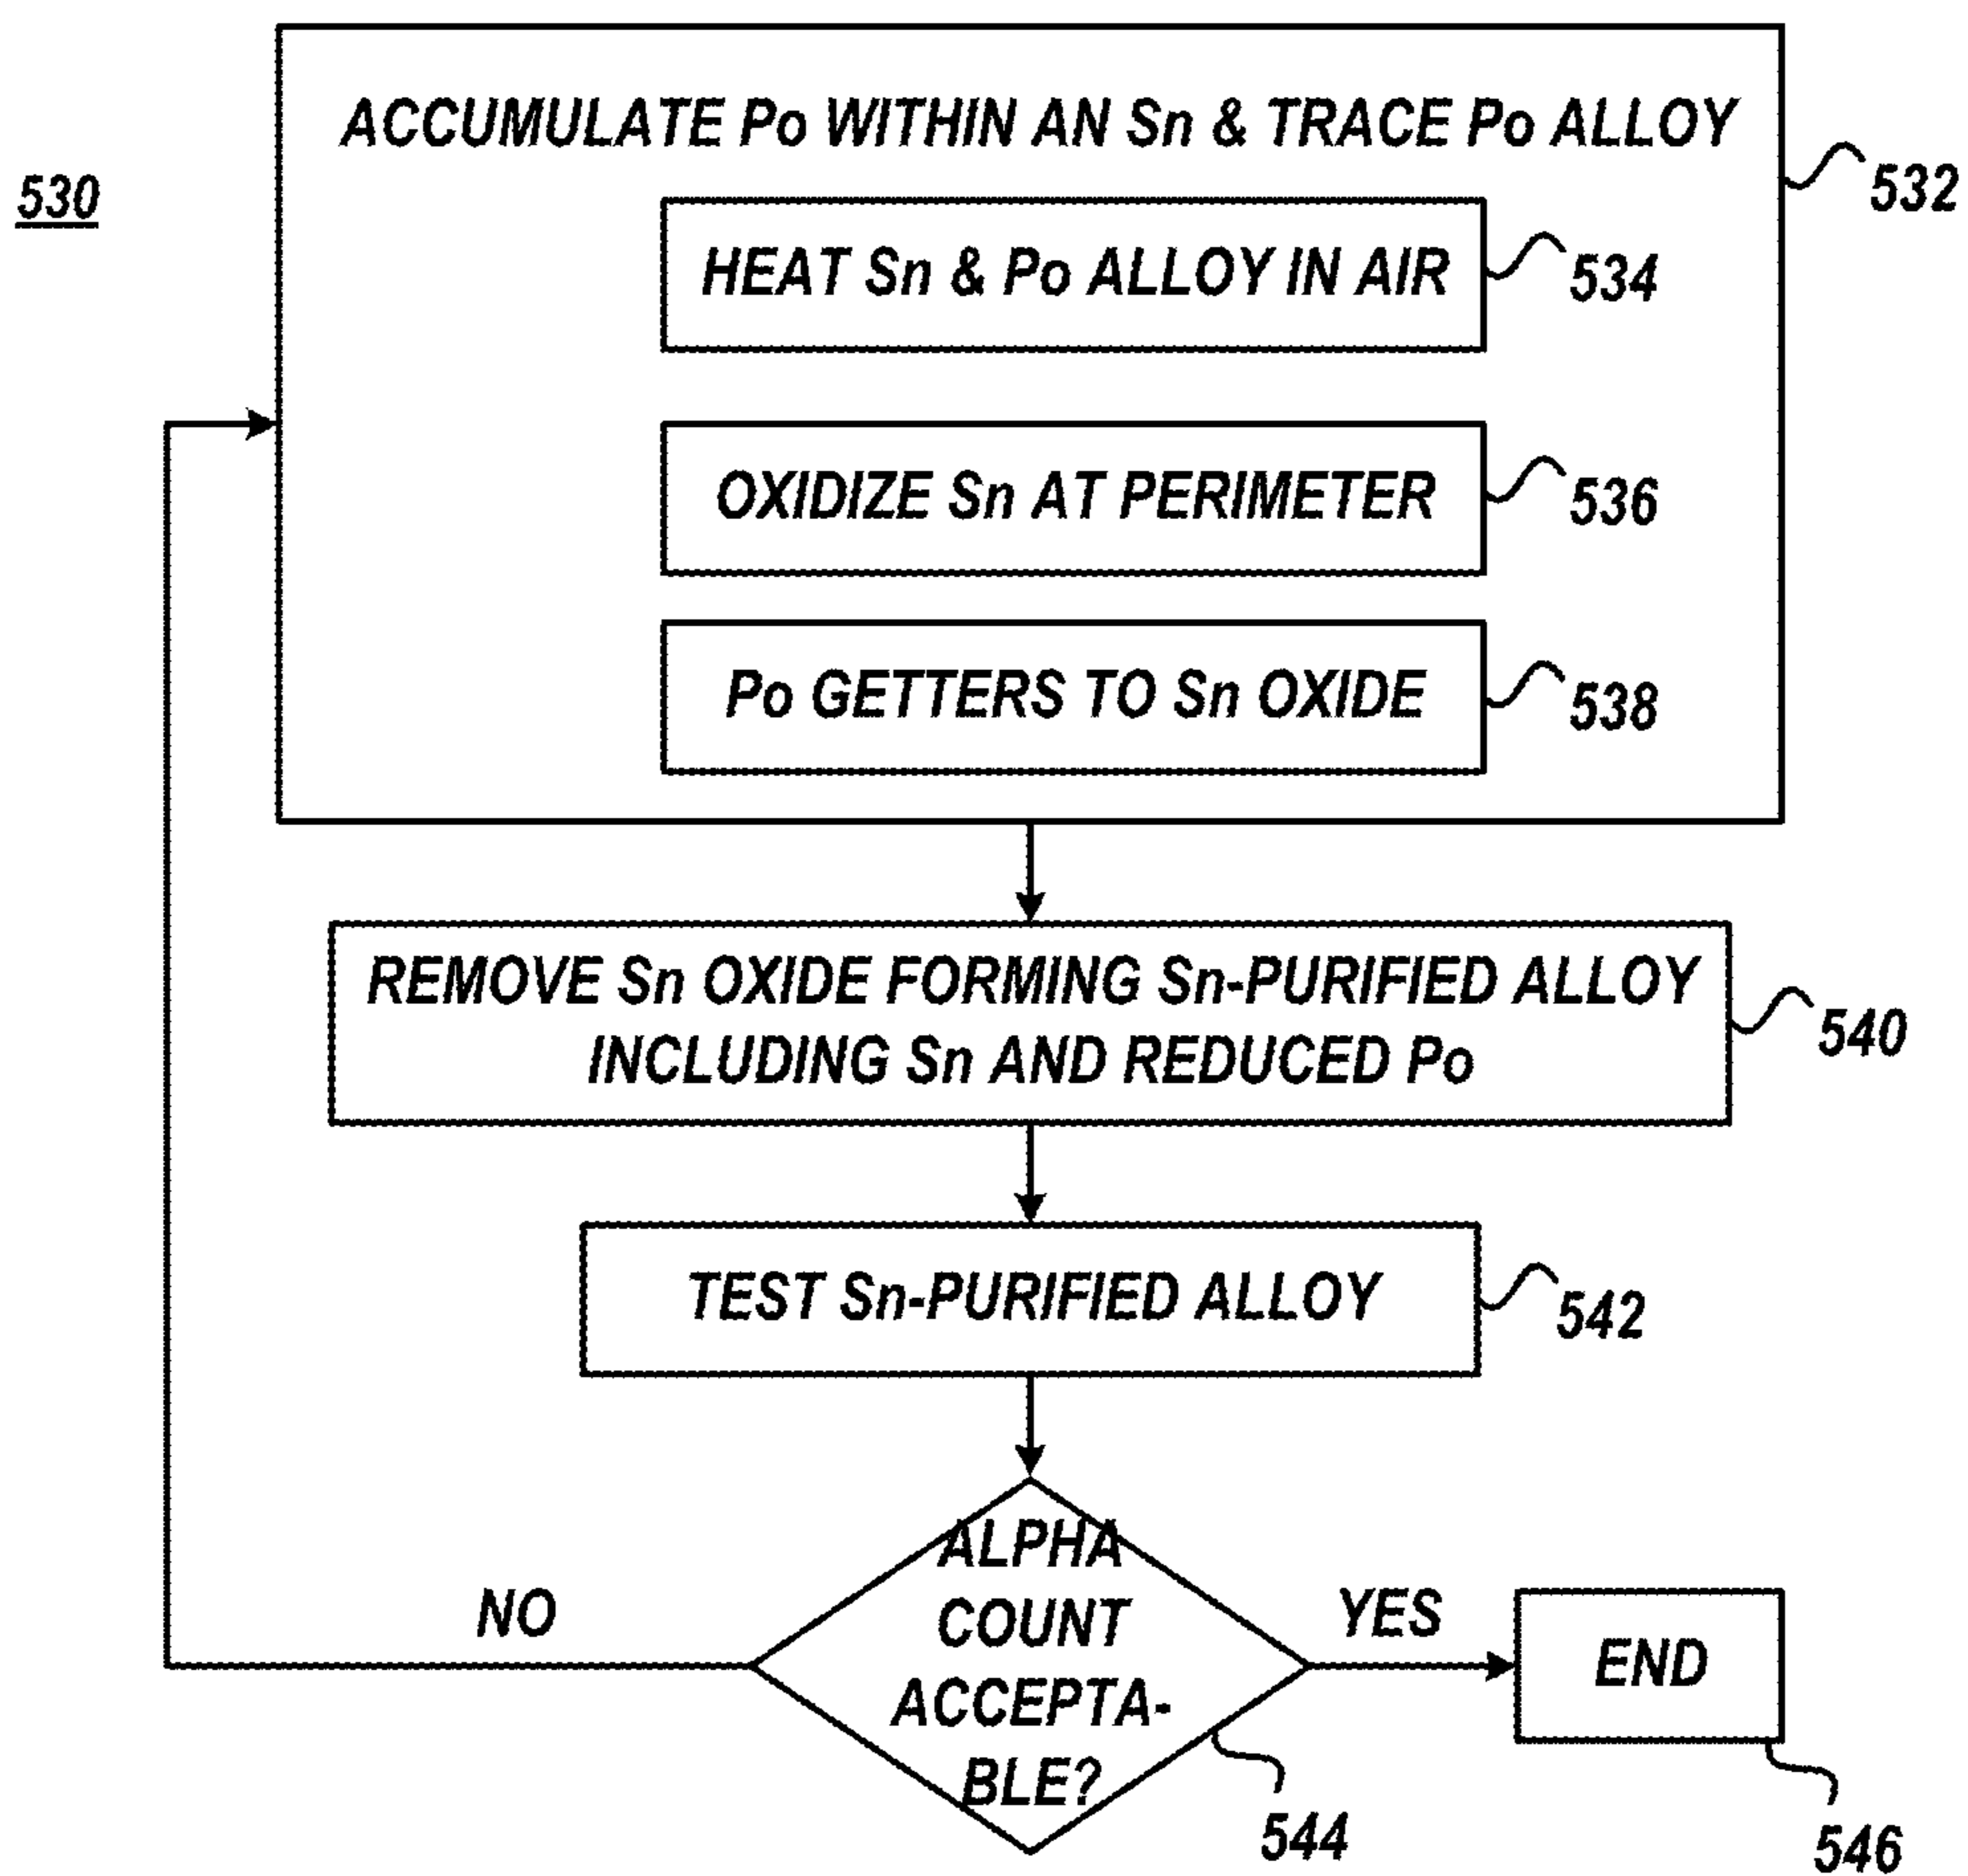 530
ACCUMULATE Po WITHIN AN Sn & TRACE Po ALLOY
532
HEAT Sn & Po ALLOY IN AIR
534
OXIDIZE Sn AT PERIMETER
536
Po GETTERS TO Sn OXIDE
538
REMOVE Sn OXIDE FORMING Sn-PURIFIED ALLOY
INCLUDING Sn AND REDUCED Po
540
TEST Sn-PURIFIED ALLOY
542
ALPHA
COUNT
ACCEPTA-
BLE?
544
NO
YES
END
546